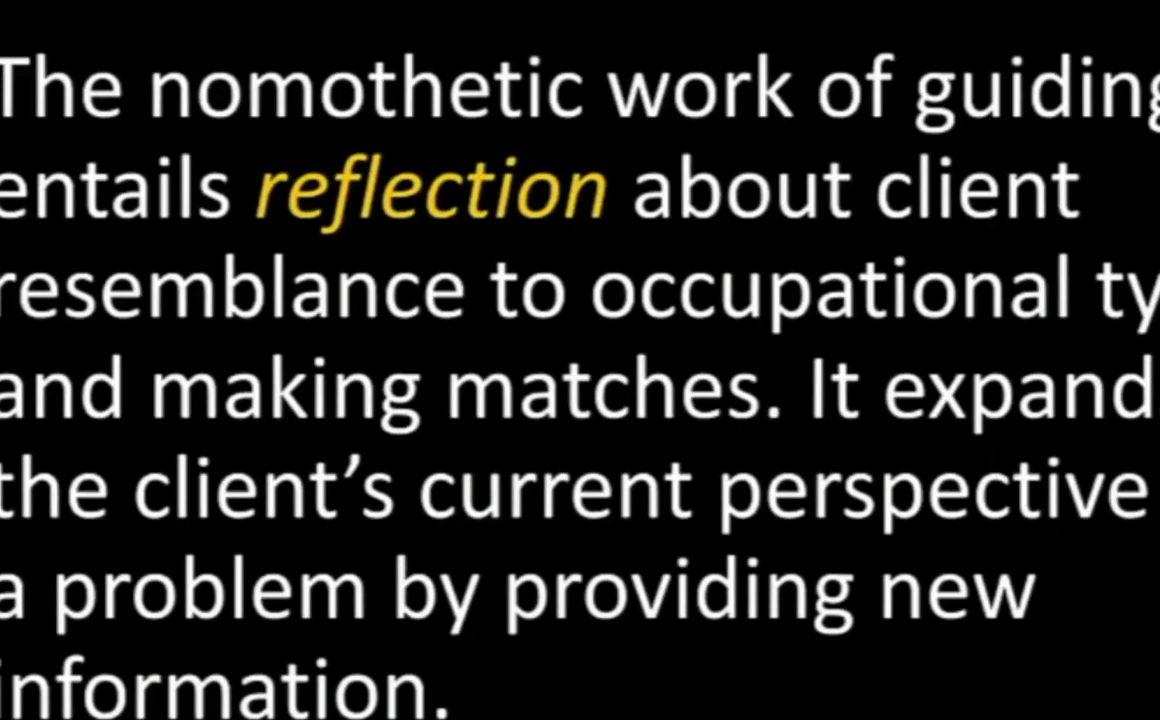 The nomothetic work of guiding
entails reflection about client
resemblance to occupational ty
and making matches. It expand
the client’s current perspective
a problem by providing new
information.